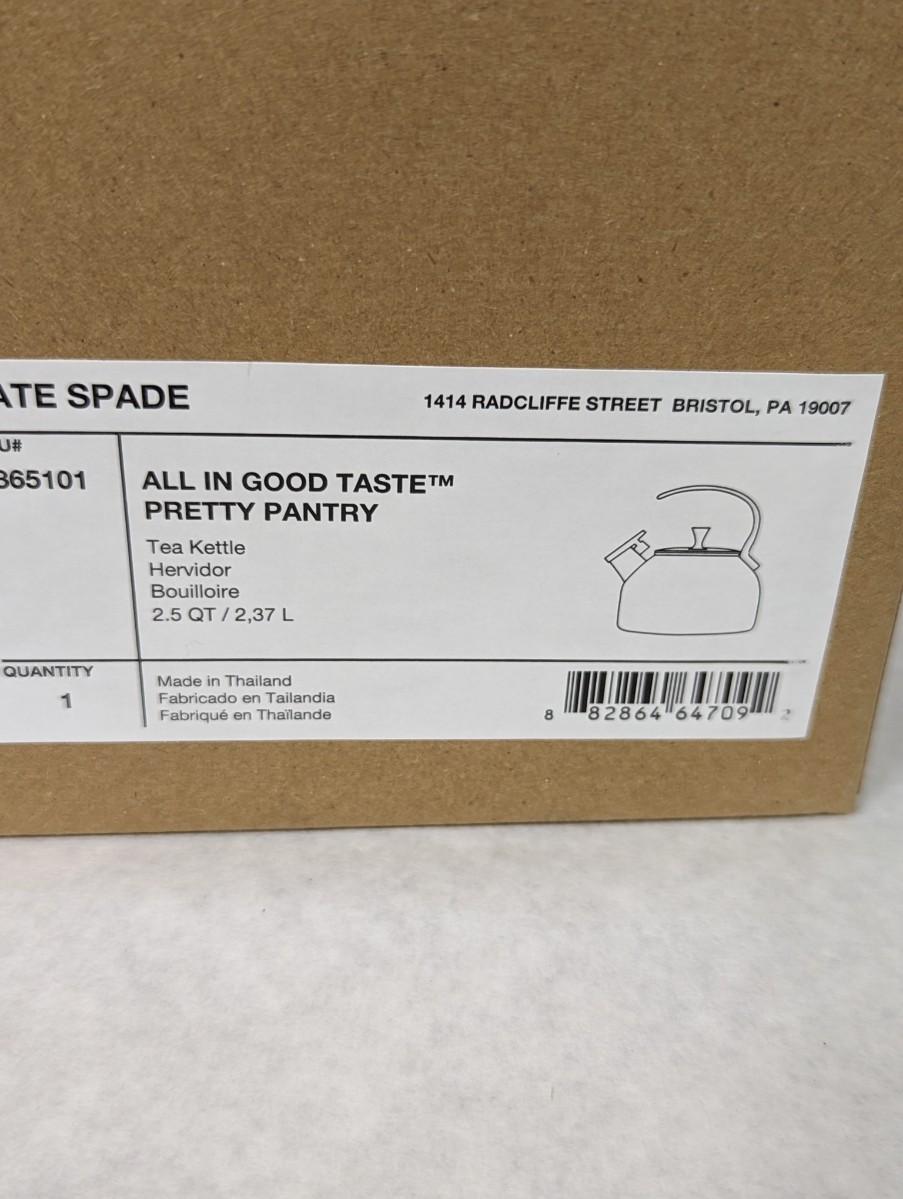 ATE SPADE
1414 RADCLIFFE STREET BRISTOL, PA 19007
U#
865101
ALL IN GOOD TASTE™
PRETTY PANTRY
Tea Kettle
Hervidor
Bouilloire
2.5 QT / 2,37 L
QUANTITY
1
Made in Thailand
Fabricado en Tailandia
Fabriqué en Thaïlande
8 82864 64709 2